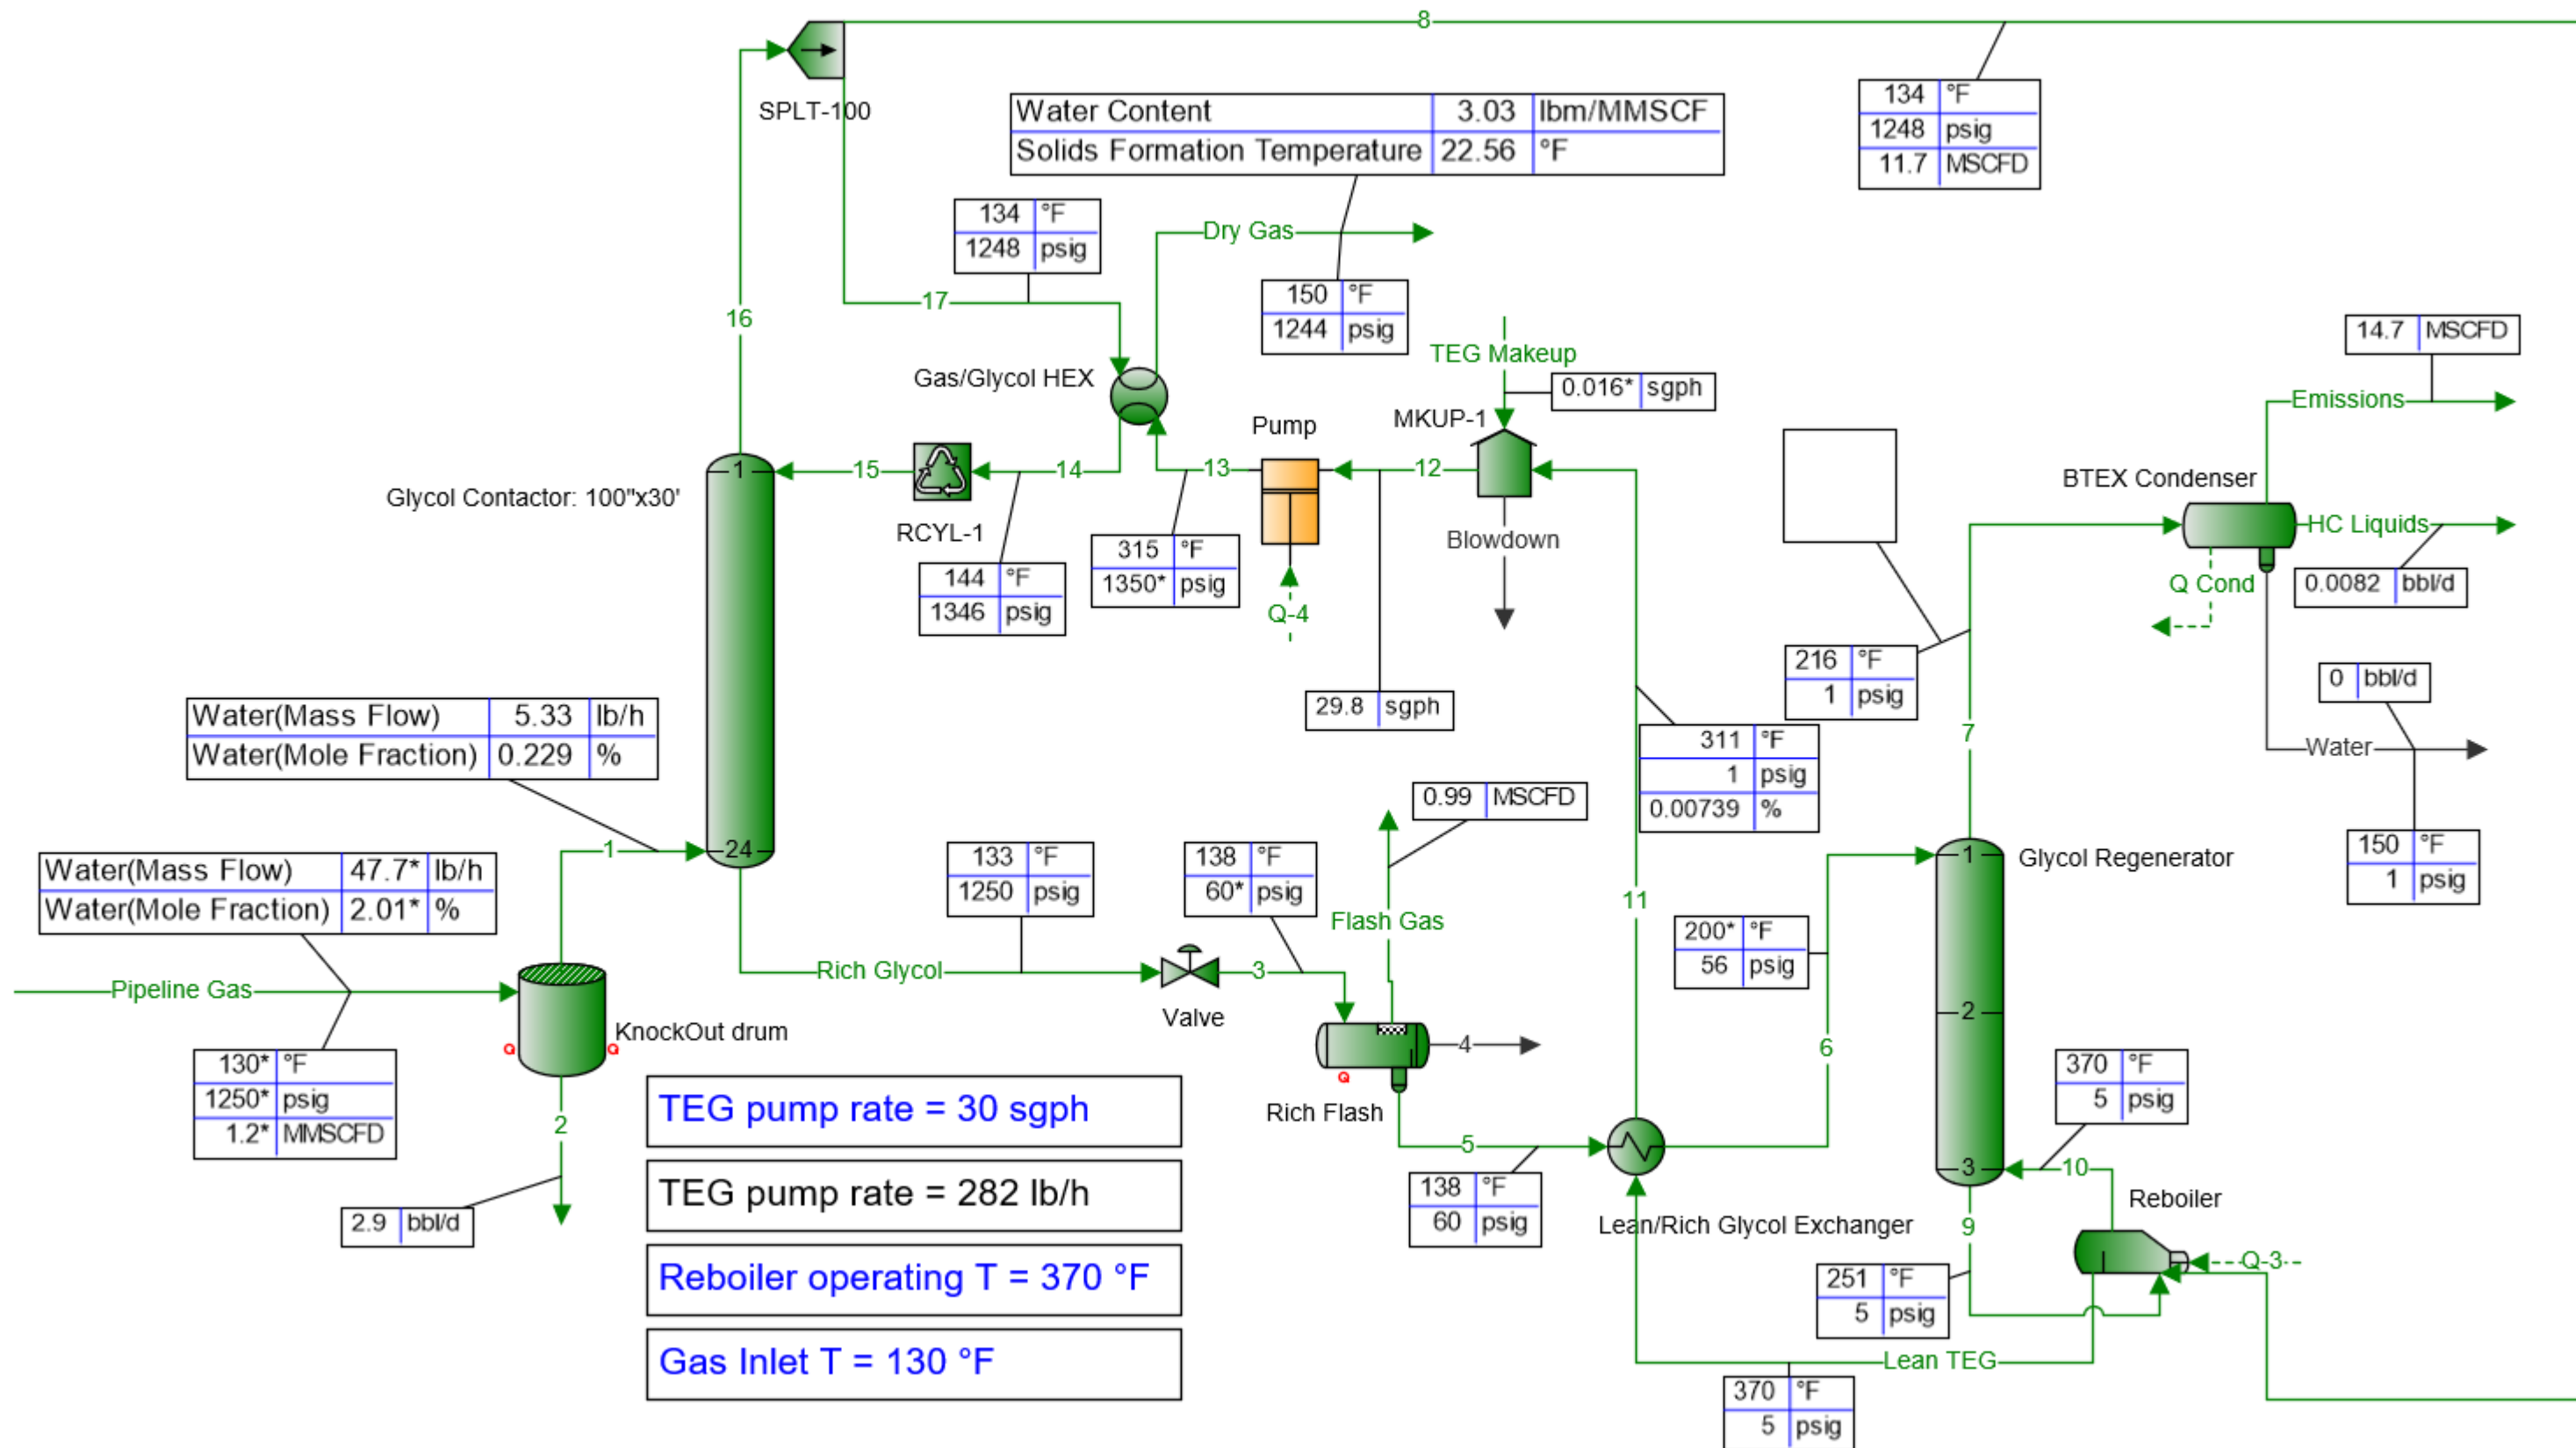 8
SPLT-100
134 °F
1248 psig
11.7 MSCFD
Water Content 3.03 lbm/MMSCF
Solids Formation Temperature 22.56 °F
134 °F
1248 psig
Dry Gas
17
16
150 °F
1244 psig
TEG Makeup
0.016* sgph
14.7 MSCFD
Emissions
Gas/Glycol HEX
Pump
MKUP-1
1
15
14
13
12
Glycol Contactor: 100"x30'
RCYL-1
BTEX Condenser
HC Liquids
0.0082 bbl/d
Q Cond
Blowdown
315 °F
1350* psig
144 °F
1346 psig
Q-4
29.8 sgph
216 °F
1 psig
0 bbl/d
Water
150 °F
1 psig
7
311 °F
1 psig
0.00739 %
Water(Mass Flow) 5.33 lb/h
Water(Mole Fraction) 0.229 %
0.99 MSCFD
1
24
133 °F
1250 psig
138 °F
60* psig
Flash Gas
11
1
Glycol Regenerator
2
3
Water(Mass Flow) 47.7* lb/h
Water(Mole Fraction) 2.01* %
200* °F
56 psig
Pipeline Gas
Rich Glycol
3
Valve
KnockOut drum
Q
Q
4
Q
Rich Flash
6
130* °F
1250* psig
1.2* MMSCFD
2
2.9 bbl/d
TEG pump rate = 30 sgph
TEG pump rate = 282 lb/h
Reboiler operating T = 370 °F
Gas Inlet T = 130 °F
5
138 °F
60 psig
Lean/Rich Glycol Exchanger
370 °F
5 psig
10
Reboiler
9
Q-3
251 °F
5 psig
Lean TEG
370 °F
5 psig